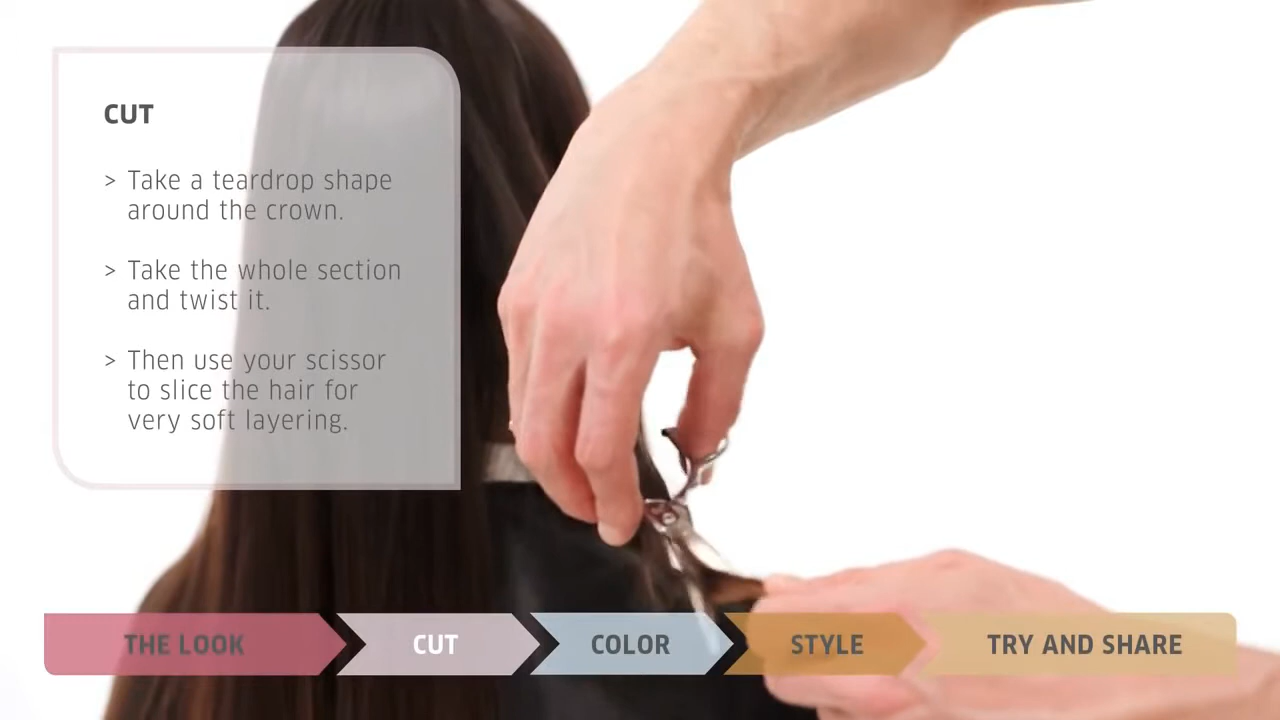 CUT
> Take a teardrop shape
around the crown.
> Take the whole section
and twist it.
> Then use your scissor
to slice the hair for
very soft layering.
THE LOOK
CUT
COLOR
STYLE
TRY AND SHARE